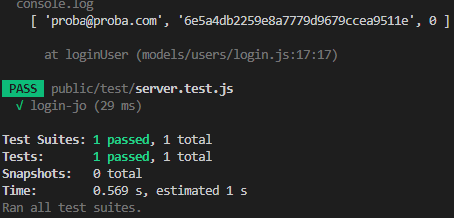 console.log
[ 'proba@proba.com', '6e5a4db2259e8a7779d9679ccea9511e', 0 ]
at loginUser (models/users/login.js:17:17)
PASS public/test/server.test.js
√ login-jo (29 ms)
Test Suites: 1 passed, 1 total
Tests: 1 passed, 1 total
Snapshots: 0 total
Time: 0.569 s, estimated 1 s
Ran all test suites.